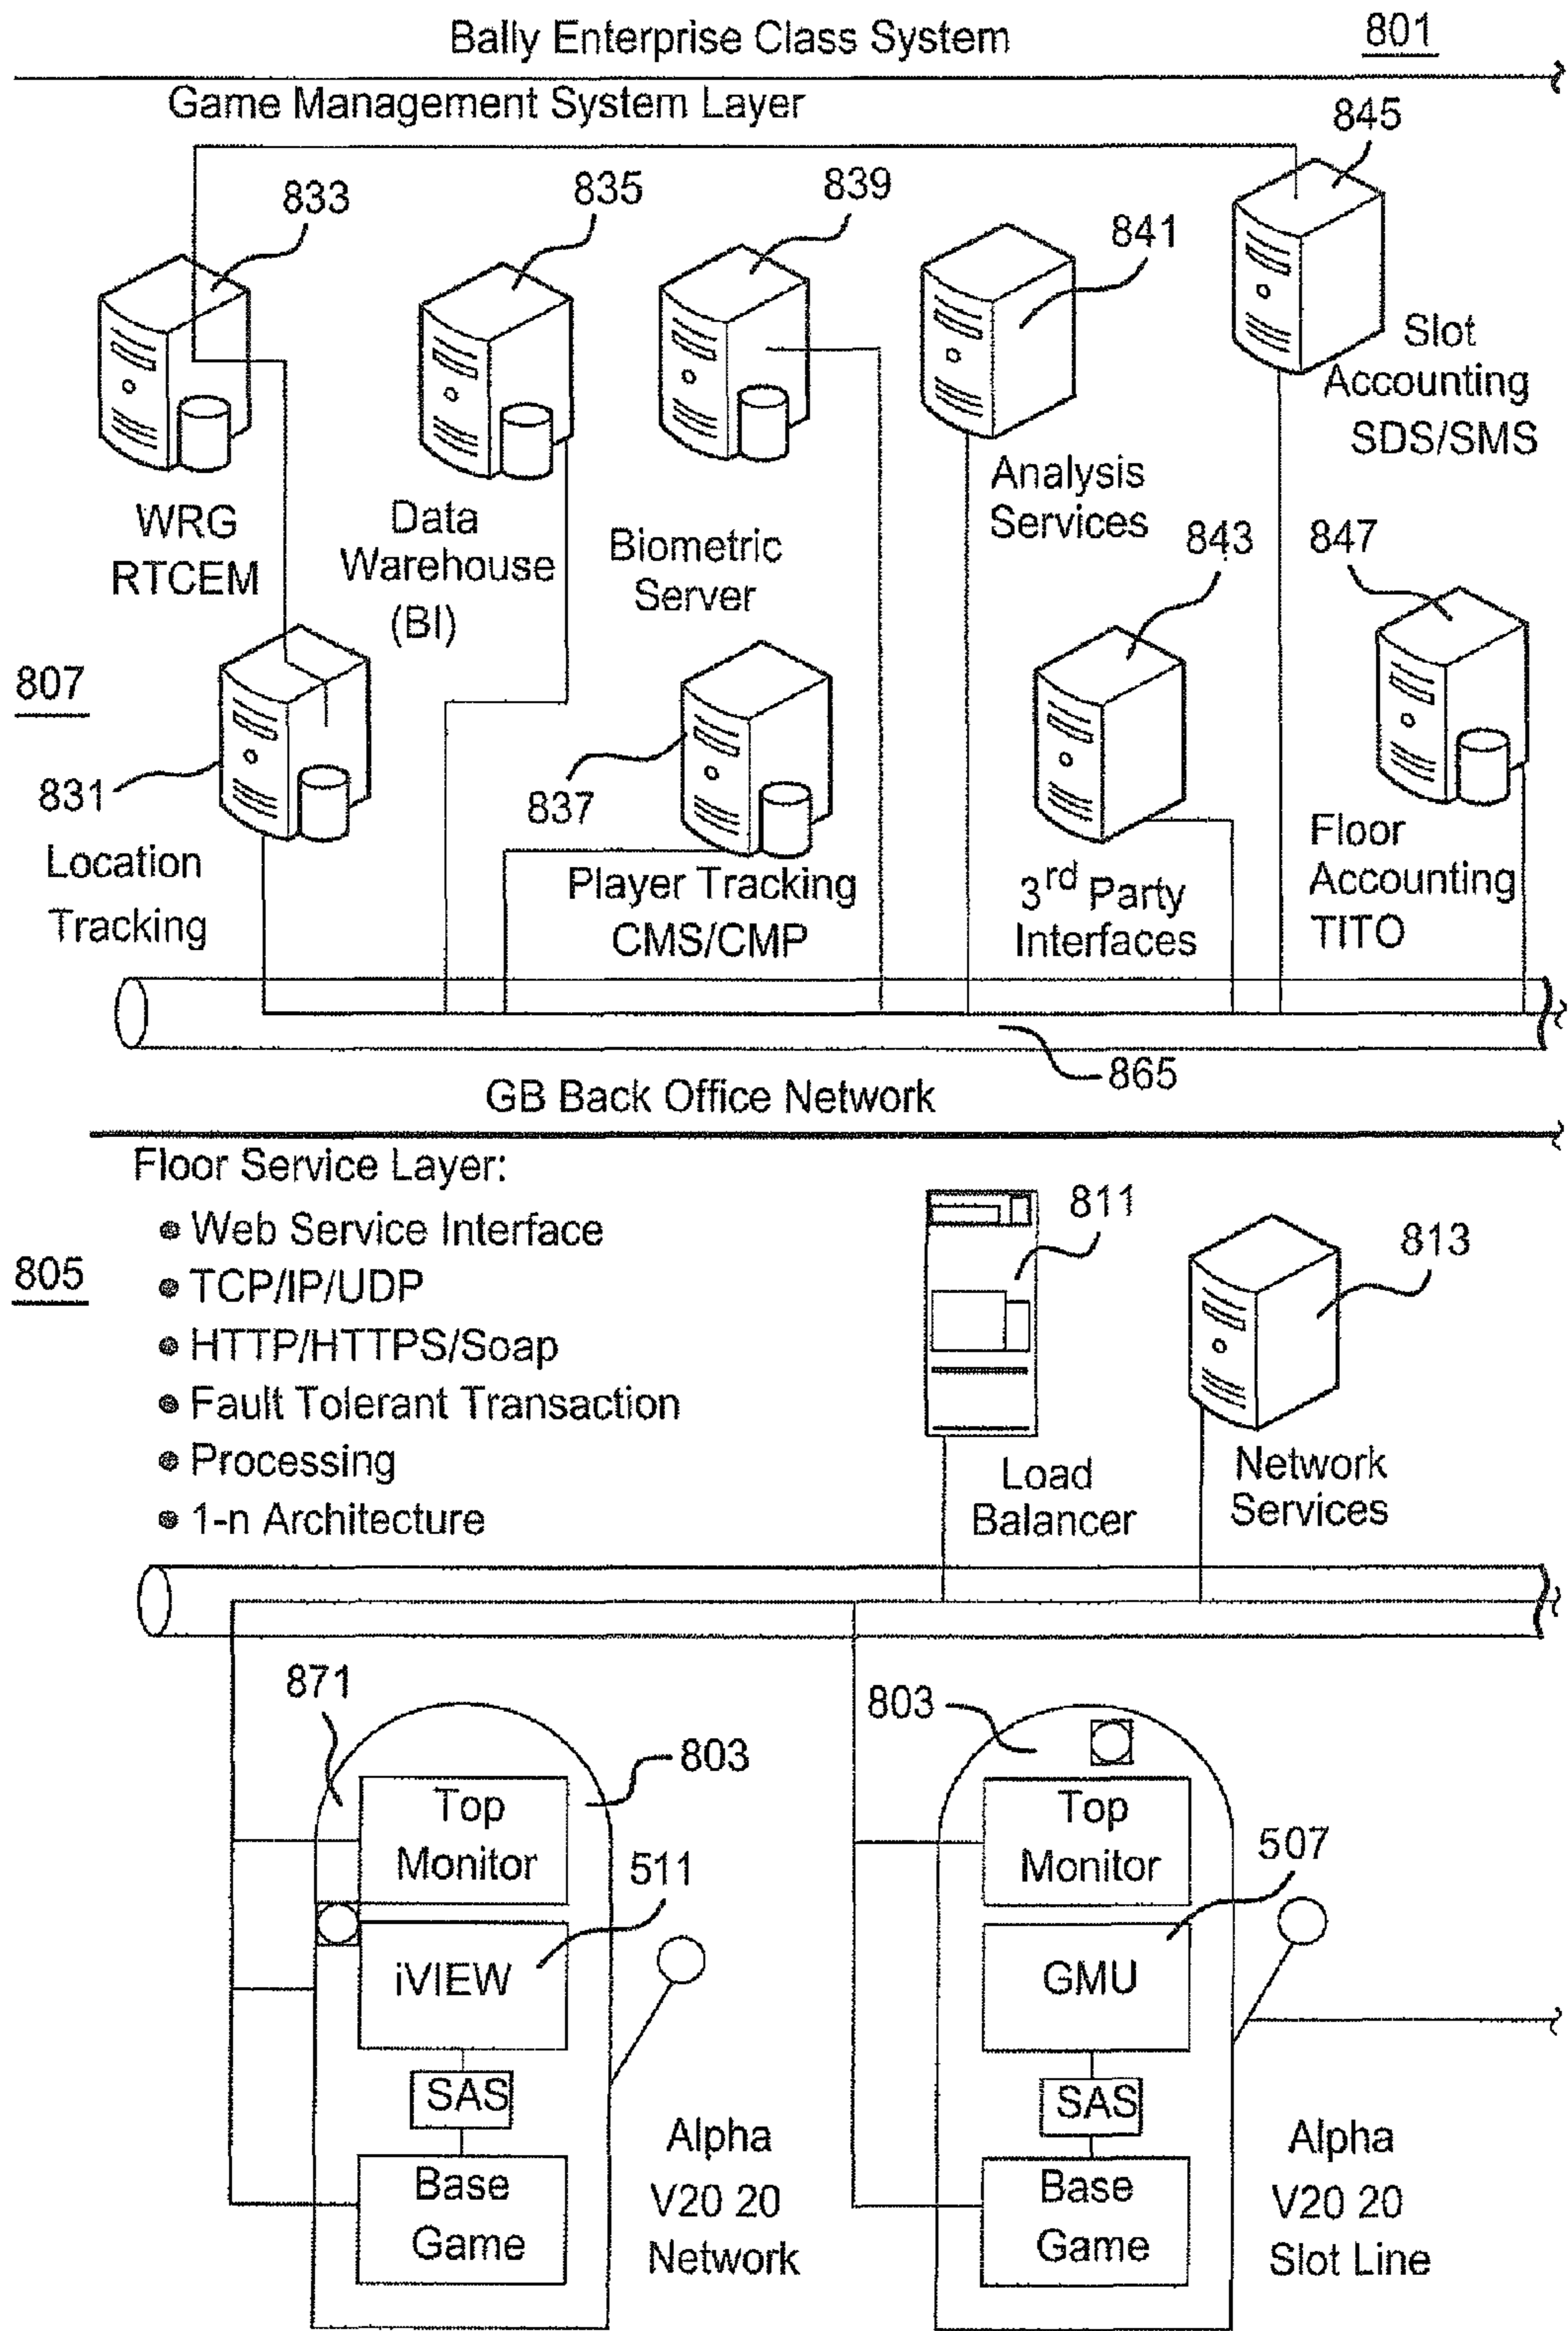 Bally Enterprise Class System
801
Game Management System Layer
845
833
835
839
841
Slot
Accounting
SDS/SMS
WRG
RTCEM
Data
Warehouse
(BI)
Biometric
Server
Analysis
Services
843
847
807
831
Location
Tracking
837
Player Tracking
CMS/CMP
3rd Party
Interfaces
Floor
Accounting
TITO
865
GB Back Office Network
Floor Service Layer:
805
● Web Service Interface
● TCP/IP/UDP
● HTTP/HTTPS/Soap
● Fault Tolerant Transaction
● Processing
● 1-n Architecture
811
813
Load
Balancer
Network
Services
871
803
Top
Monitor
511
iVIEW
SAS
Base
Game
Alpha
V20 20
Network
803
Top
Monitor
507
GMU
SAS
Base
Game
Alpha
V20 20
Slot Line